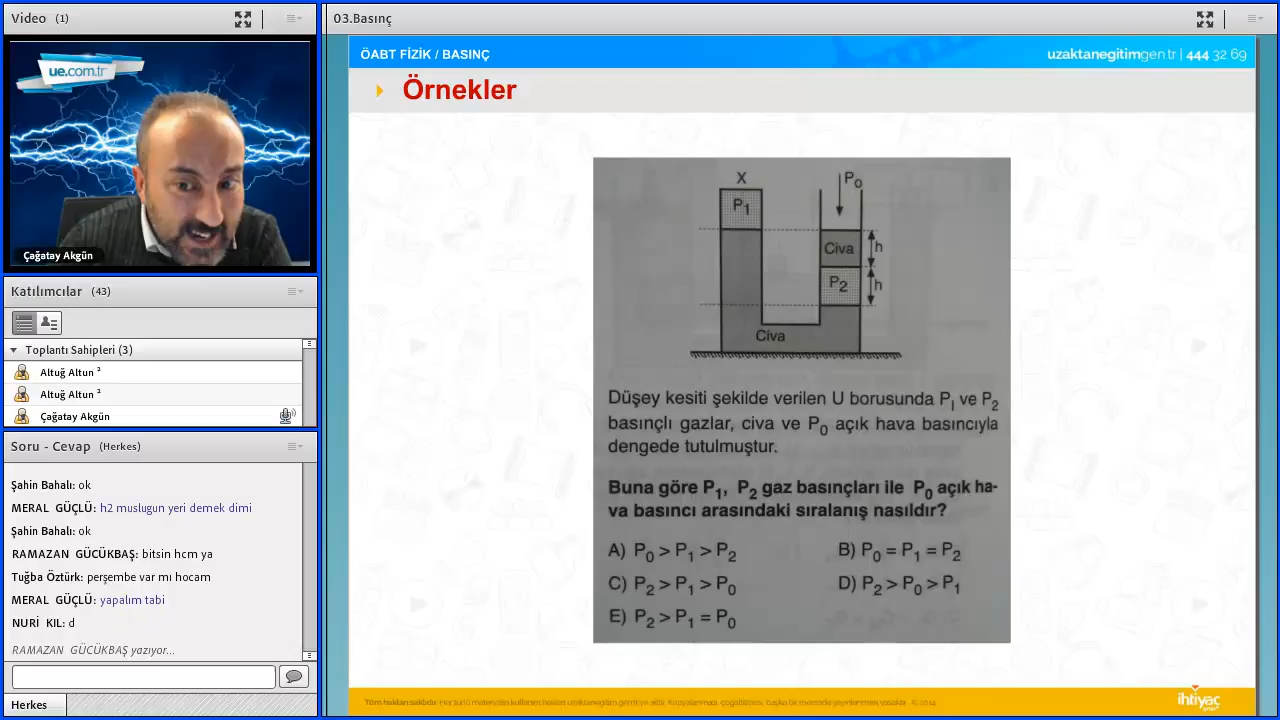 Video (1)
ue.com.tr
Çağatay Akgün
Katılımcılar (43)
Toplantı Sahipleri (3)
Altuğ Altun ²
Altuğ Altun ²
Çağatay Akgün
Soru - Cevap (Herkes)
Şahin Bahalı: ok
MERAL GÜÇLÜ: h2 muslugun yeri demek dimi
Şahin Bahalı: ok
RAMAZAN GÜCÜKBAŞ: bitsin hcm ya
Tuğba Öztürk: perşembe var mı hocam
MERAL GÜÇLÜ: yapalım tabi
NURİ KIL: d
RAMAZAN GÜCÜKBAŞ yazıyor...
Herkes
03.Basınç
ÖABT FİZİK / BASINÇ
uzaktanegitimgen tr | 444 32 69
Örnekler
X
P₀
P₁
Civa
h
P₂
h
Civa
Düşey kesiti şekilde verilen U borusunda P₁ ve P₂
basınçlı gazlar, civa ve P₀ açık hava basıncıyla
dengede tutulmuştur.
Buna göre P₁, P₂ gaz basınçları ile P₀ açık ha-
va basıncı arasındaki sıralanış nasıldır?
A) P₀ > P₁ > P₂
B) P₀ = P₁ = P₂
C) P₂ > P₁ > P₀
D) P₂ > P₀ > P₁
E) P₂ > P₁ = P₀
Tüm hakları saklıdır.
ihtiyaç